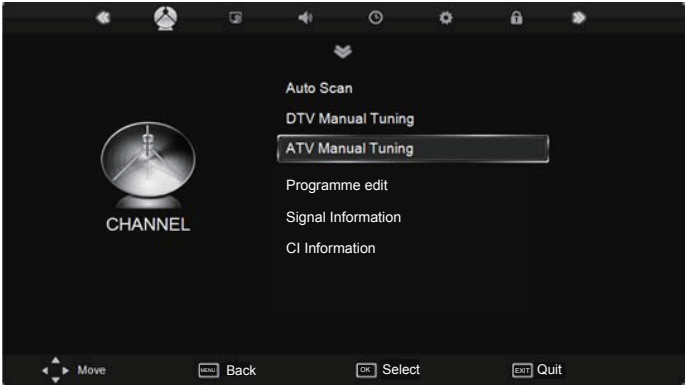 Auto Scan
DTV Manual Tuning
ATV Manual Tuning
Programme edit
Signal Information
CI Information
CHANNEL
Move
MENU Back
OK Select
EXIT Quit